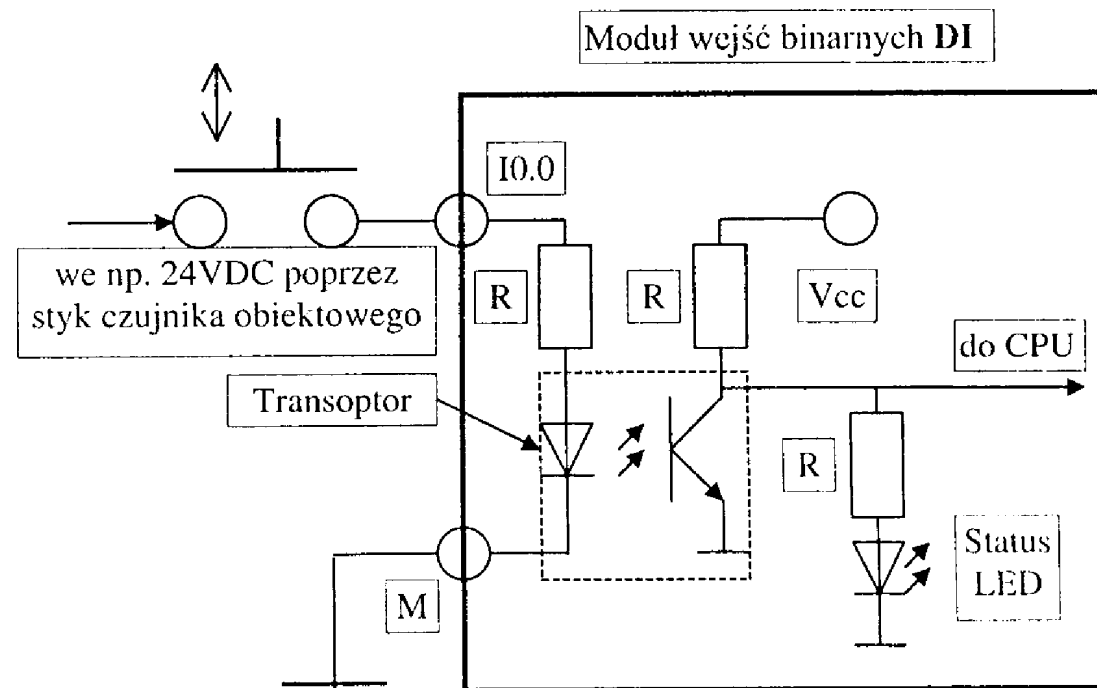 Moduł wejść binarnych DI
I0.0
we np. 24VDC poprzez
styk czujnika obiektowego
R
R
Vcc
do CPU
Transoptor
R
Status
LED
M